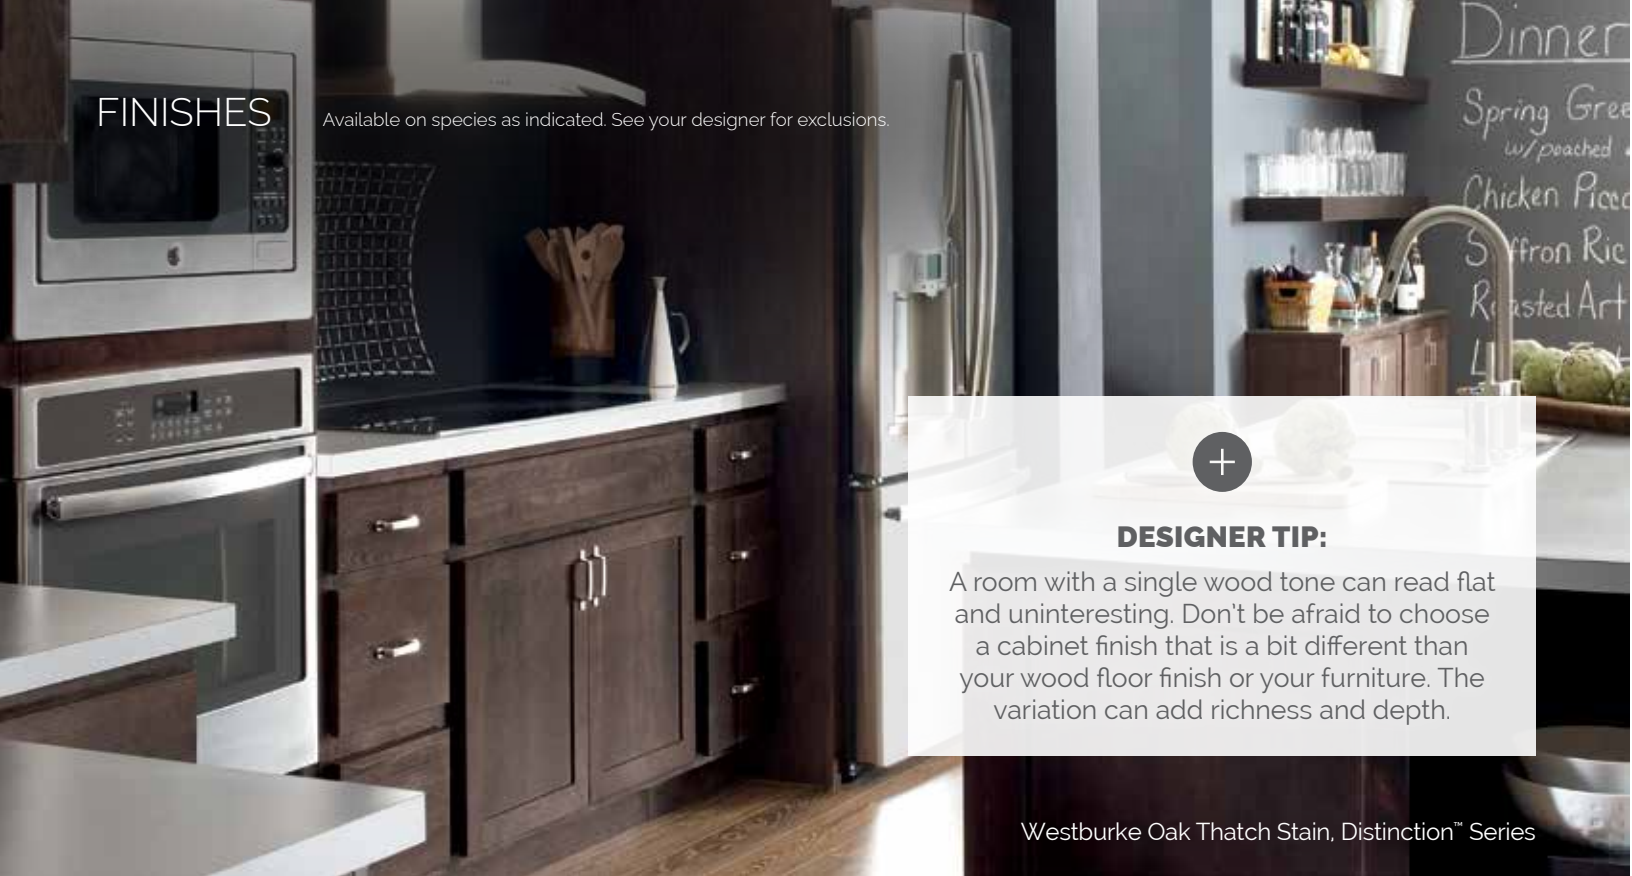 FINISHES
Available on species as indicated. See your designer for exclusions.
Dinner
Spring Gree
w/poached
Chicken Picc
S ffron Ric
R asted Art
L
+
DESIGNER TIP:
A room with a single wood tone can read flat
and uninteresting. Don't be afraid to choose
a cabinet finish that is a bit different than
your wood floor finish or your furniture. The
variation can add richness and depth.
Westburke Oak Thatch Stain, Distinction™ Series